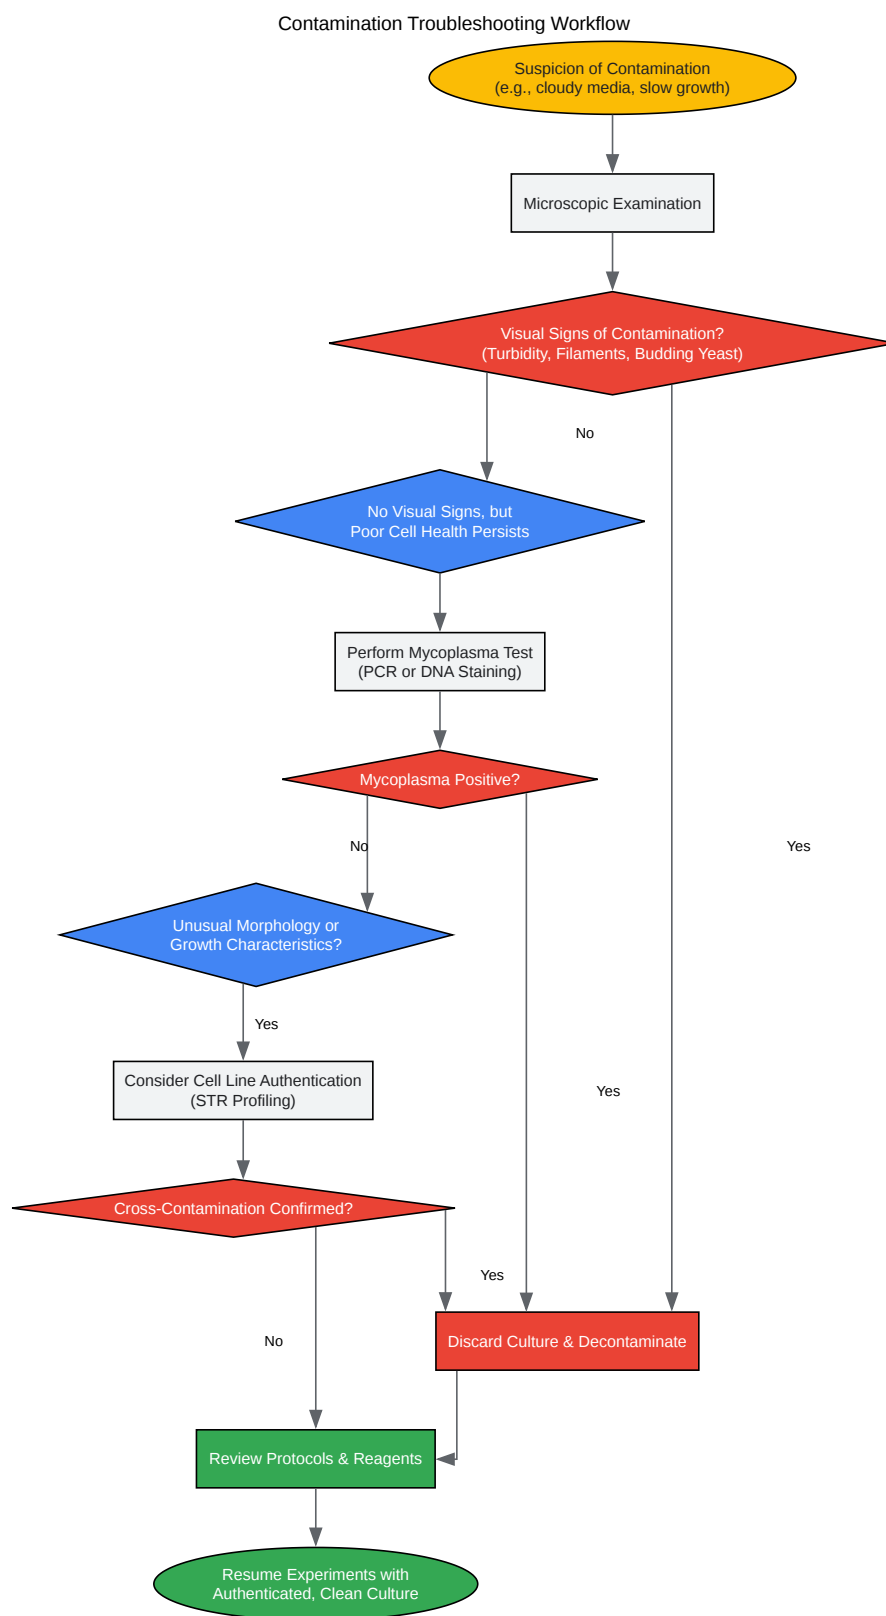 Contamination Troubleshooting Workflow
Suspicion of Contamination
(e.g., cloudy media, slow growth)
Microscopic Examination
Visual Signs of Contamination?
(Turbidity, Filaments, Budding Yeast)
No
No Visual Signs, but
Poor Cell Health Persists
Perform Mycoplasma Test
(PCR or DNA Staining)
Mycoplasma Positive?
No
Yes
Unusual Morphology or
Growth Characteristics?
Yes
Consider Cell Line Authentication
(STR Profiling)
Yes
Cross-Contamination Confirmed?
Yes
No
Discard Culture & Decontaminate
Review Protocols & Reagents
Resume Experiments with
Authenticated, Clean Culture